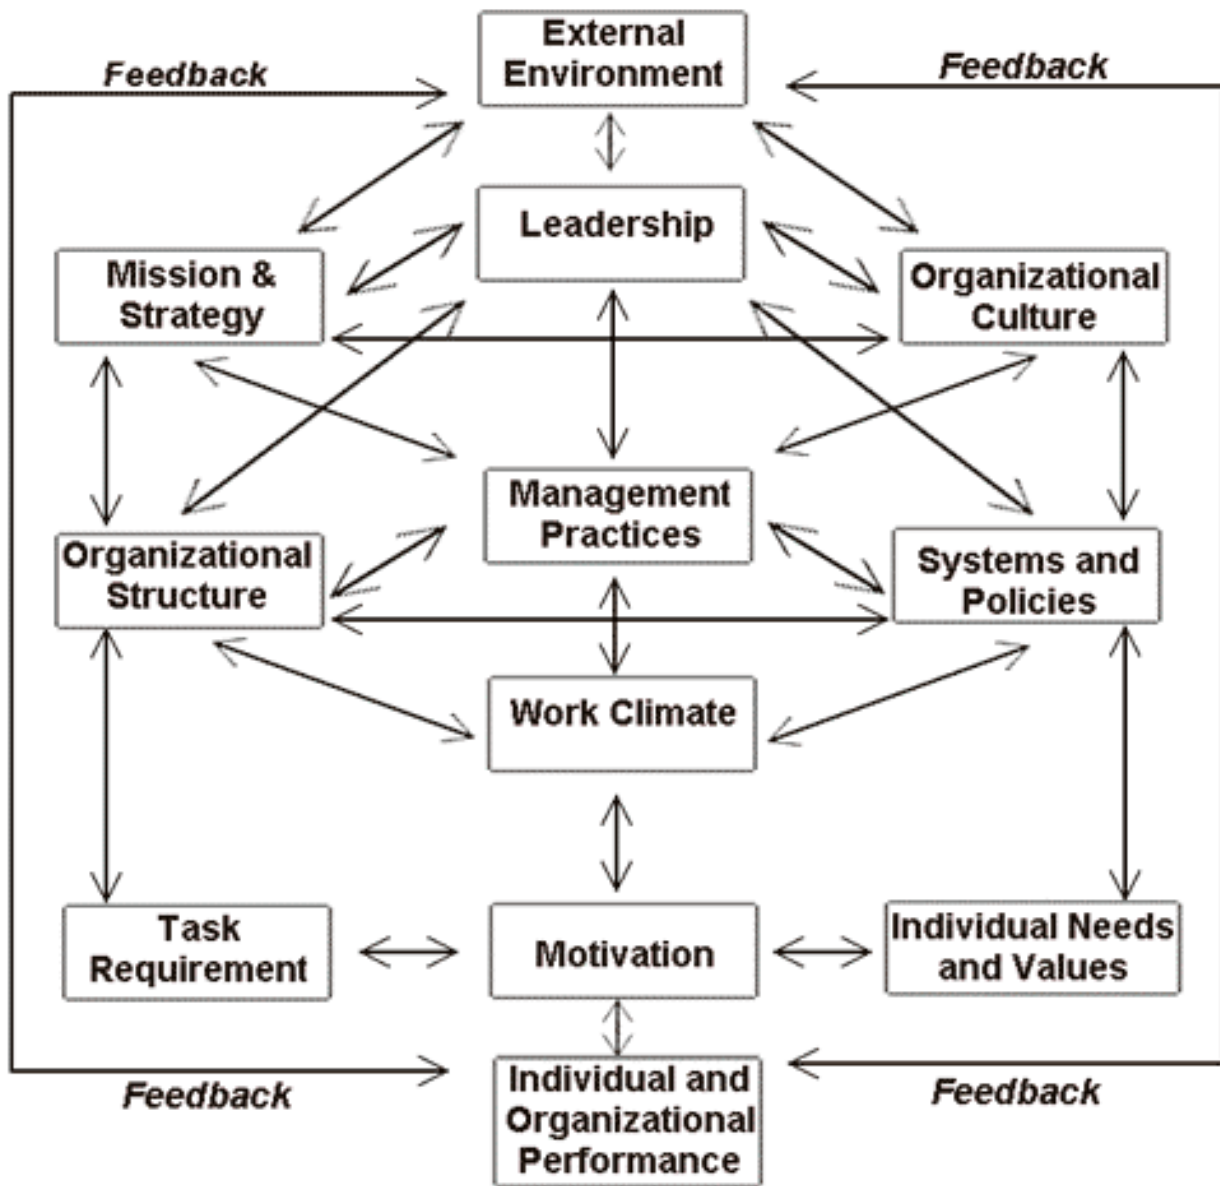 External
Environment
Feedback
Feedback
Leadership
Mission &
Strategy
Organizational
Culture
Management
Practices
Organizational
Structure
Systems and
Policies
Work Climate
Task
Requirement
Motivation
Individual Needs
and Values
Individual and
Organizational
Performance
Feedback
Feedback